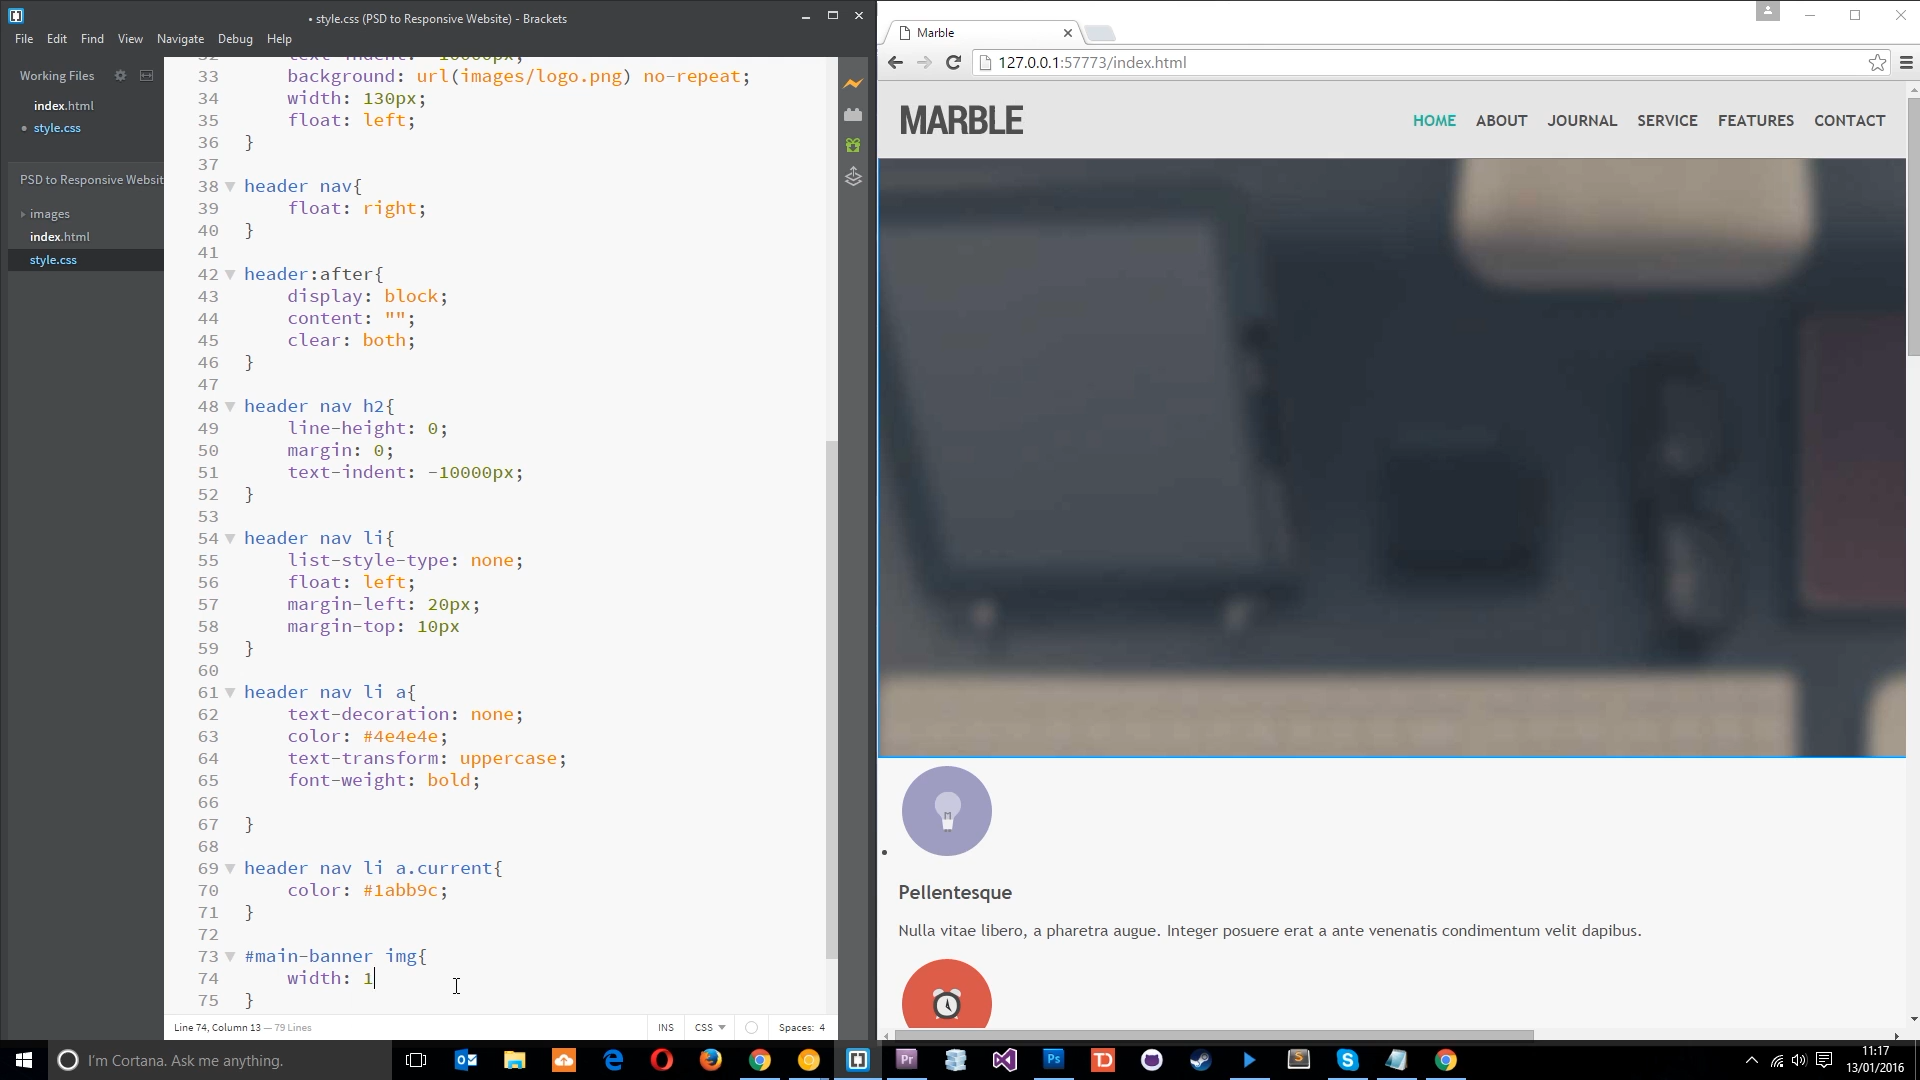 style.css (PSD to Responsive Website) - Brackets
File Edit Find View Navigate Debug Help
Working Files
index.html
style.css
PSD to Responsive Websit
images
index.html
style.css
33 background: url(images/logo.png) no-repeat;
34 width: 130px;
35 float: left;
36 }
37
38 header nav{
39 float: right;
40 }
41
42 header:after{
43 display: block;
44 content: "";
45 clear: both;
46 }
47
48 header nav h2{
49 line-height: 0;
50 margin: 0;
51 text-indent: -10000px;
52 }
53
54 header nav li{
55 list-style-type: none;
56 float: left;
57 margin-left: 20px;
58 margin-top: 10px
59 }
60
61 header nav li a{
62 text-decoration: none;
63 color: #4e4e4e;
64 text-transform: uppercase;
65 font-weight: bold;
66
67 }
68
69 header nav li a.current{
70 color: #1abb9c;
71 }
72
73 #main-banner img{
74 width: 1
75 }
Line 74, Column 13 — 79 Lines
INS CSS Spaces: 4
Marble
127.0.0.1:57773/index.html
MARBLE
HOME ABOUT JOURNAL SERVICE FEATURES CONTACT
Pellentesque
Nulla vitae libero, a pharetra augue. Integer posuere erat a ante venenatis condimentum velit dapibus.
I'm Cortana. Ask me anything.
11:17
13/01/2016